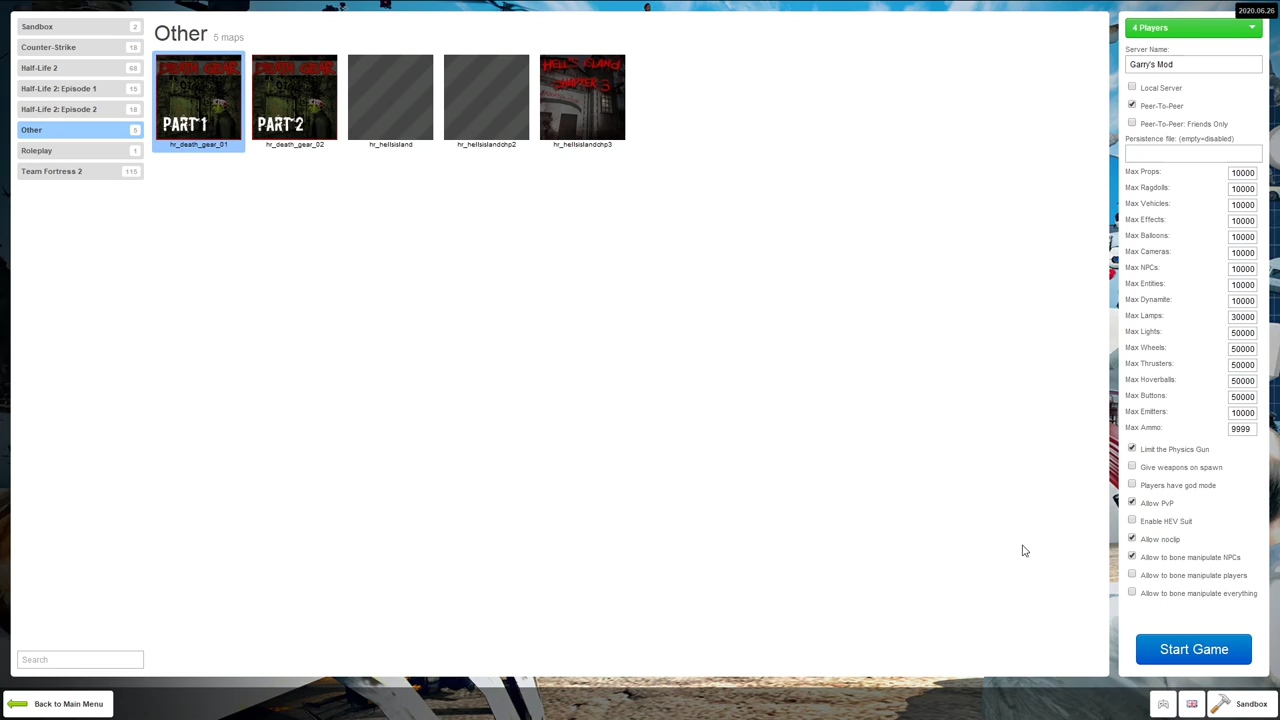 2020.06.26
Sandbox 2
Counter-Strike 18
Half-Life 2 68
Half-Life 2: Episode 1 15
Half-Life 2: Episode 2 18
Other 5
Roleplay 1
Team Fortress 2 115
Search
Back to Main Menu
Other 5 maps
DEATH GEAR
PART 1
hr_death_gear_01
DEATH GEAR
PART 2
hr_death_gear_02
hr_hellsisland
hr_hellsislandchp2
HELL'S ISLAND
CHAPTER 3
hr_hellsislandchp3
4 Players
Server Name:
Garry's Mod
Local Server
Peer-To-Peer
Peer-To-Peer: Friends Only
Persistence file: (empty=disabled)
Max Props: 10000
Max Ragdolls: 10000
Max Vehicles: 10000
Max Effects: 10000
Max Balloons: 10000
Max Cameras: 10000
Max NPCs: 10000
Max Entities: 10000
Max Dynamite: 10000
Max Lamps: 30000
Max Lights: 50000
Max Wheels: 50000
Max Thrusters: 50000
Max Hoverballs: 50000
Max Buttons: 50000
Max Emitters: 10000
Max Ammo: 9999
Limit the Physics Gun
Give weapons on spawn
Players have god mode
Allow PvP
Enable HEV Suit
Allow noclip
Allow to bone manipulate NPCs
Allow to bone manipulate players
Allow to bone manipulate everything
Start Game
Sandbox